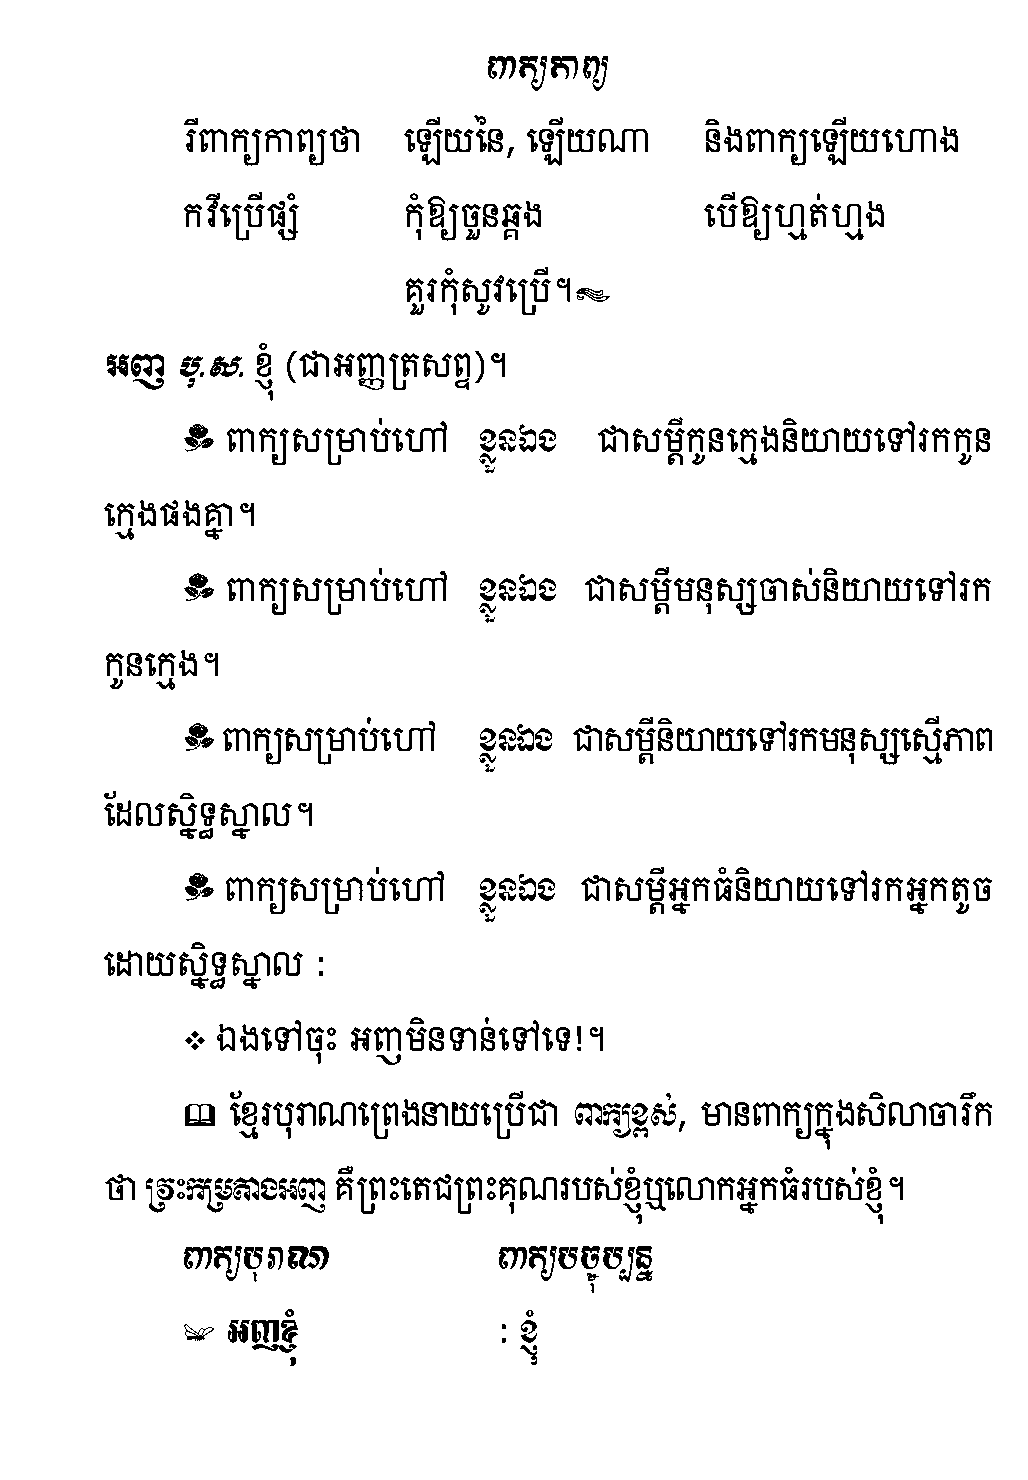 ពាក្យកាព្យ
រីពាក្យកាព្យថា ឡើយនៃ, ឡើយណា និងពាក្យឡើយហោង
កវីប្រើផ្សំ កុំឱ្យចួនឆ្គង បើឱ្យហ្មត់ហ្មង
គួរកុំសូវប្រើ។
អញ បុ.ស. ខ្ញុំ (ជាអញ្ញត្រសព្ទ)។
ពាក្យសម្រាប់ហៅ ខ្លួនឯង ជាសម្ដីកូនក្មេងនិយាយទៅរកកូន
ក្មេងផងគ្នា។
ពាក្យសម្រាប់ហៅ ខ្លួនឯង ជាសម្ដីមនុស្សចាស់និយាយទៅរក
កូនក្មេង។
ពាក្យសម្រាប់ហៅ ខ្លួនឯង ជាសម្ដីនិយាយទៅរកមនុស្សស្មើភាព
ដែលស្និទ្ធស្នាល។
ពាក្យសម្រាប់ហៅ ខ្លួនឯង ជាសម្ដីអ្នកធំនិយាយទៅរកអ្នកតូច
ដោយស្និទ្ធស្នាល :
❖ ឯងទៅចុះ អញមិនទាន់ទៅទេ!។
ខ្មែរបុរាណព្រេងនាយប្រើជា ពាក្យខ្ពស់, មានពាក្យក្នុងសិលាចារឹក
ថា វ្រះកម្រតាងអញ គឺព្រះតេជព្រះគុណរបស់ខ្ញុំឬលោកអ្នកធំរបស់ខ្ញុំ។
ពាក្យបុរាណ ពាក្យបច្ចុប្បន្ន
អញខ្ញុំ : ខ្ញុំ